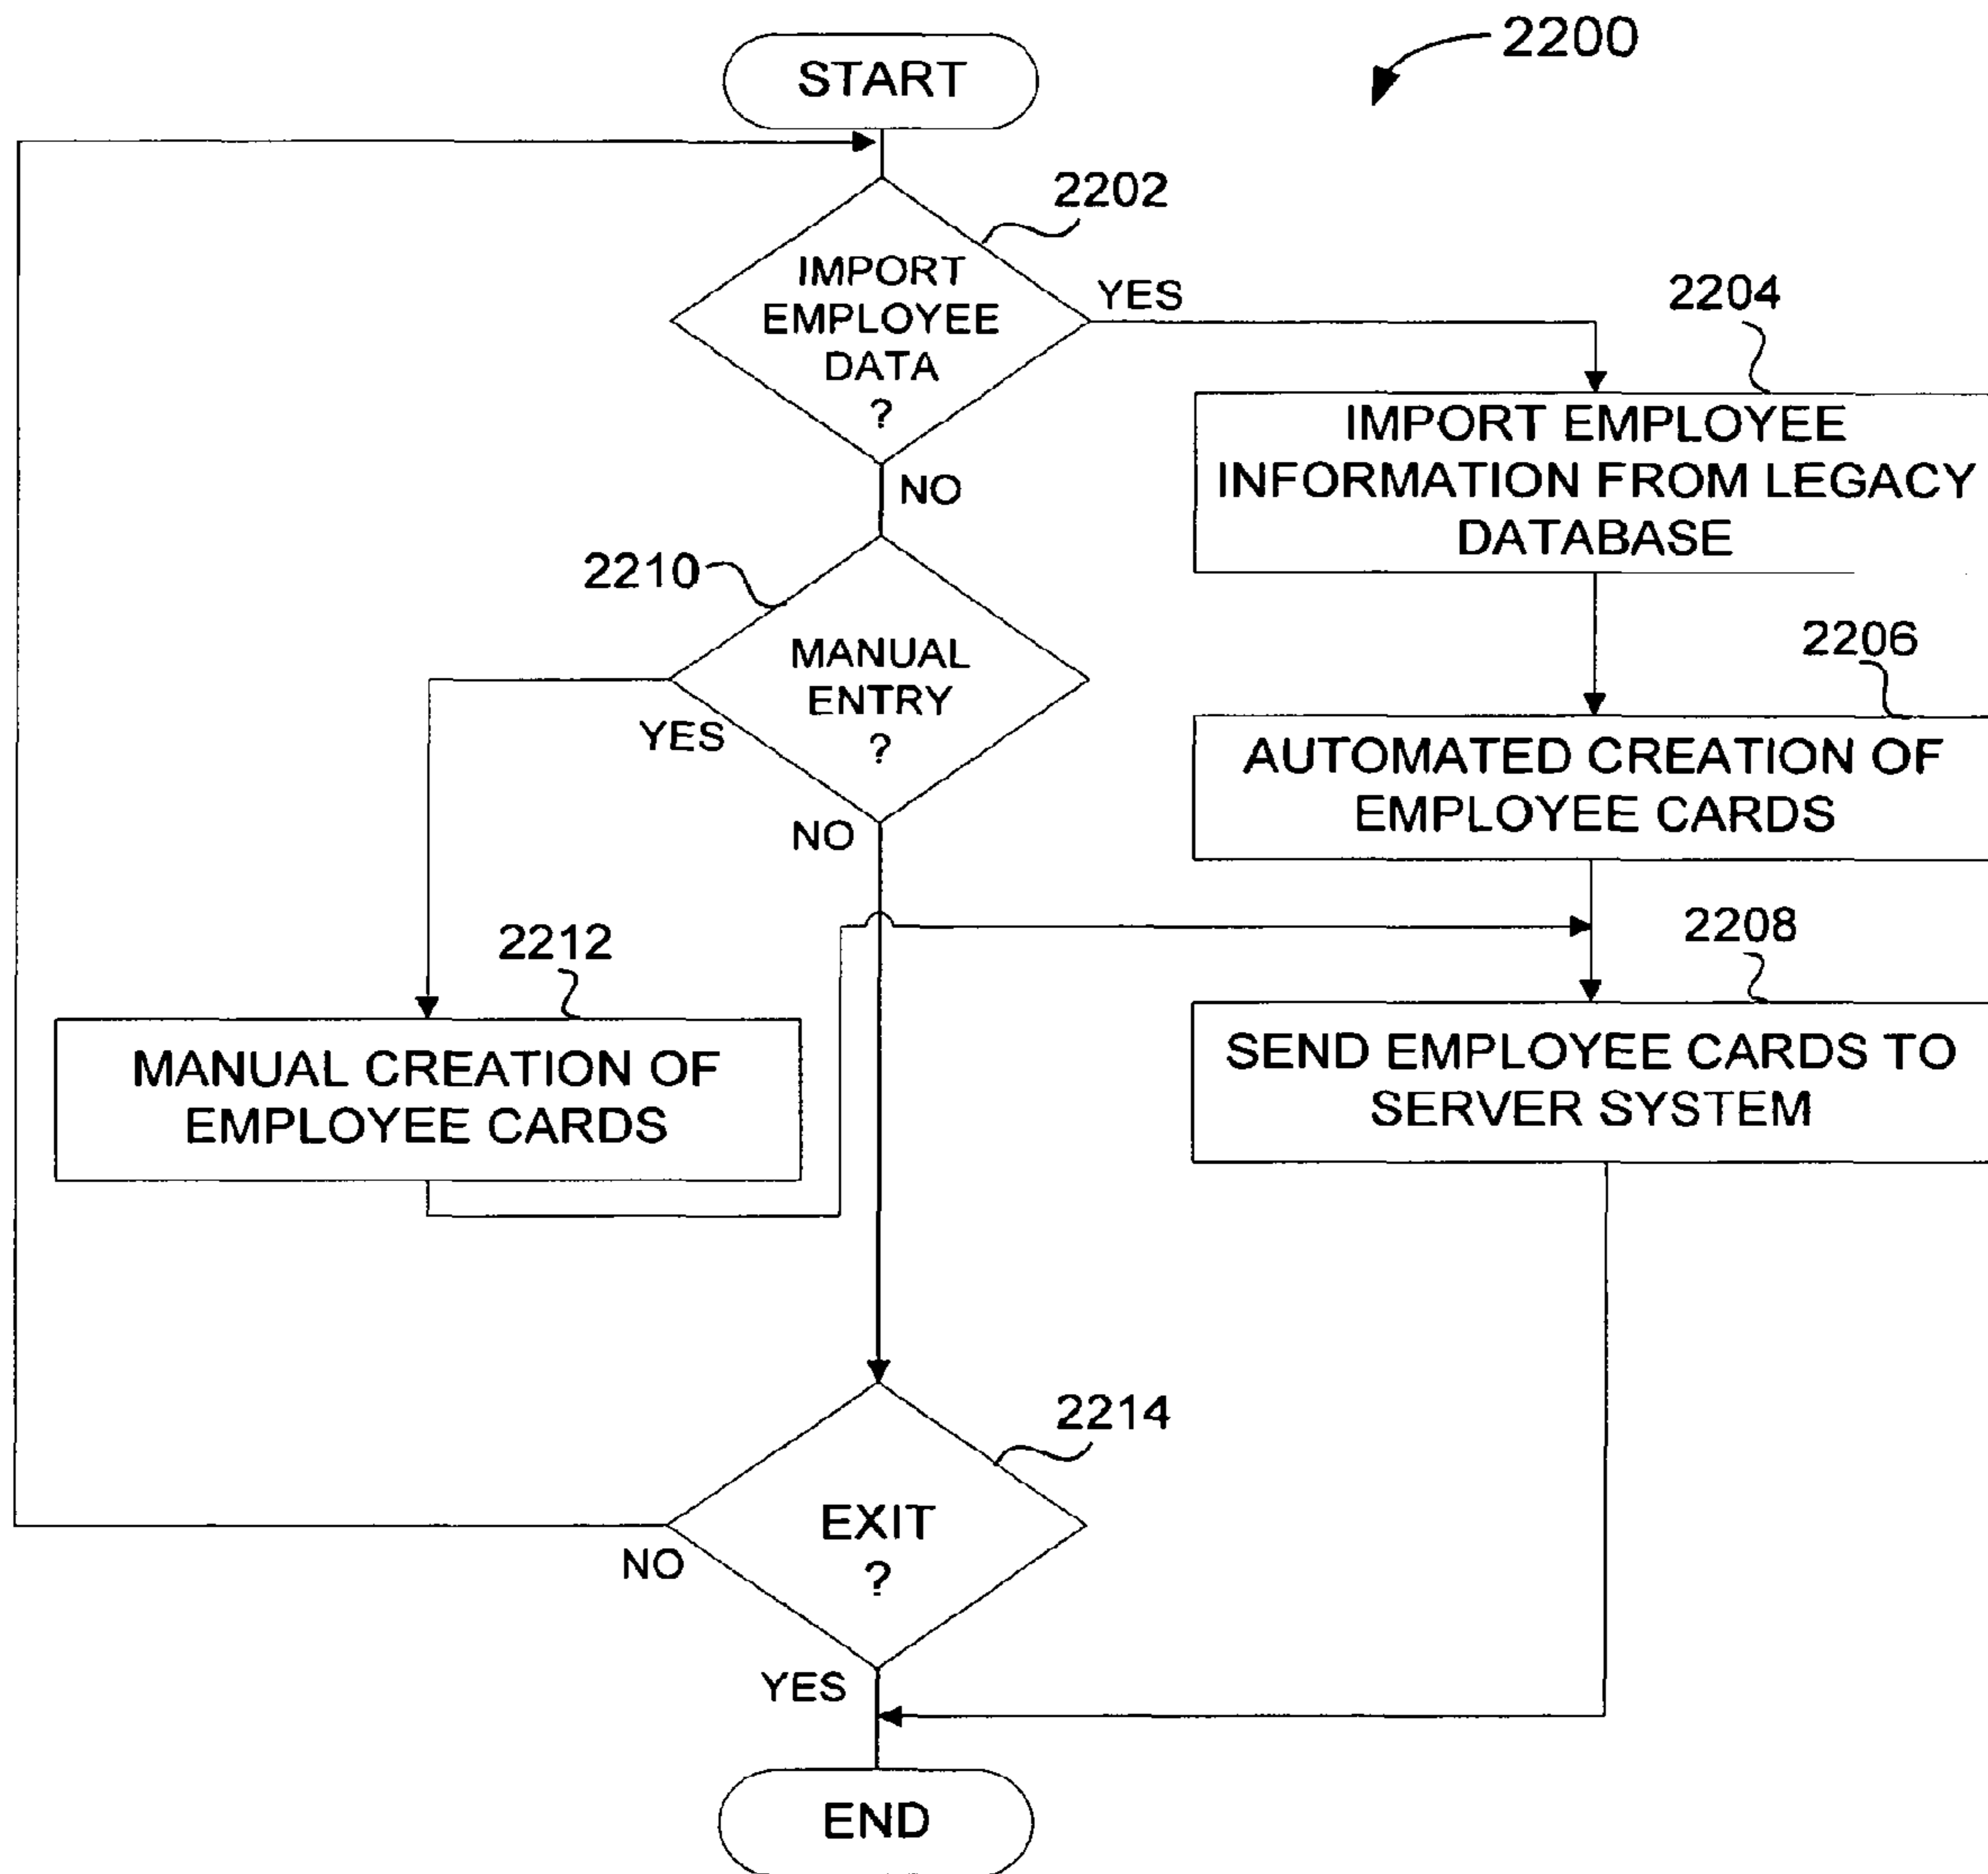 2200
START
2202
IMPORT
EMPLOYEE
DATA
?
YES
NO
2204
IMPORT EMPLOYEE
INFORMATION FROM LEGACY
DATABASE
2210
MANUAL
ENTRY
?
YES
NO
2206
AUTOMATED CREATION OF
EMPLOYEE CARDS
2212
MANUAL CREATION OF
EMPLOYEE CARDS
2208
SEND EMPLOYEE CARDS TO
SERVER SYSTEM
2214
EXIT
?
NO
YES
END